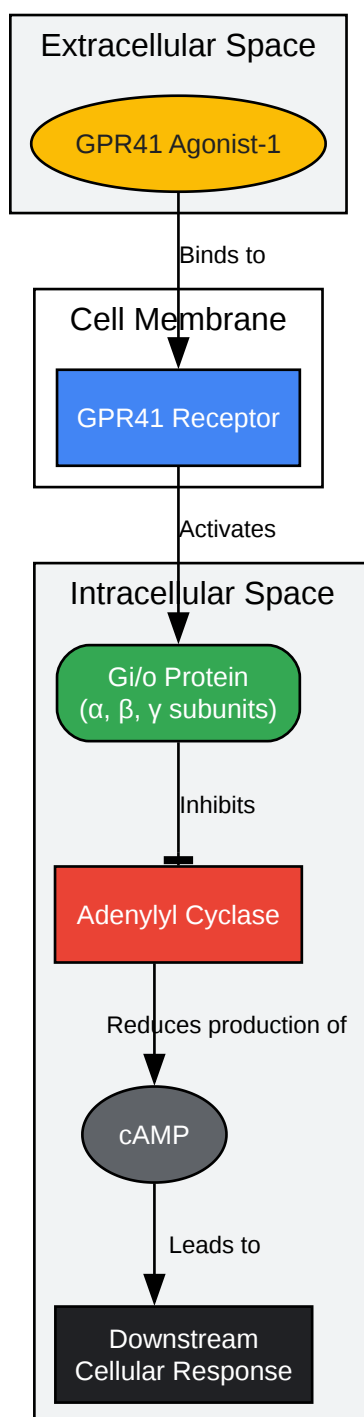 Extracellular Space
GPR41 Agonist-1
Binds to
Cell Membrane
GPR41 Receptor
Activates
Intracellular Space
Gi/o Protein
(α, β, γ subunits)
Inhibits
Adenylyl Cyclase
Reduces production of
cAMP
Leads to
Downstream
Cellular Response